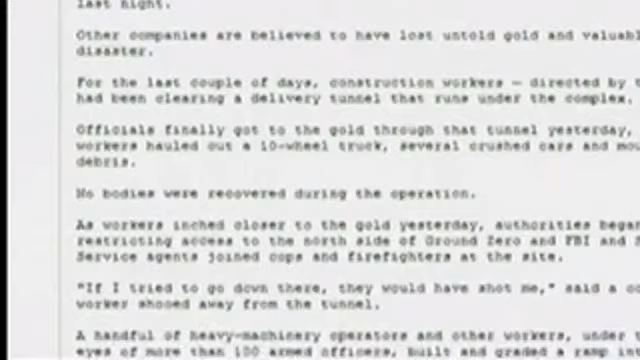 last night.
Other companies are believed to have lost untold gold and
disaster.
For the last couple of days, construction workers — directed by
had been clearing a delivery tunnel that runs under the complex.
Officials finally got to the gold through that tunnel yesterday,
workers hauled out a 10-wheel truck, several crushed cars and
debris.
No bodies were recovered during the operation.
As workers inched closer to the gold yesterday, authorities
restricting access to the north side of Ground Zero and FBI and
Service agents joined cops and firefighters at the site.
"If I tried to go down there, they would have shot me," said a
worker shooed away from the tunnel.
A handful of heavy-machinery operators and other workers, under
eyes of more than 100 armed officers, built and graded a ramp